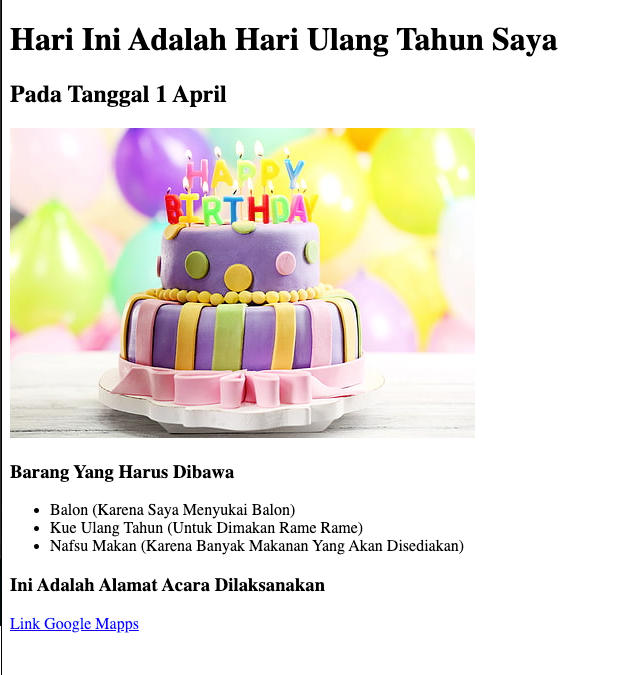 Hari Ini Adalah Hari Ulang Tahun Saya
Pada Tanggal 1 April
HAPPY
BIRTHDAY
Barang Yang Harus Dibawa
Balon (Karena Saya Menyukai Balon)
Kue Ulang Tahun (Untuk Dimakan Rame Rame)
Nafsu Makan (Karena Banyak Makanan Yang Akan Disediakan)
Ini Adalah Alamat Acara Dilaksanakan
Link Google Mapps